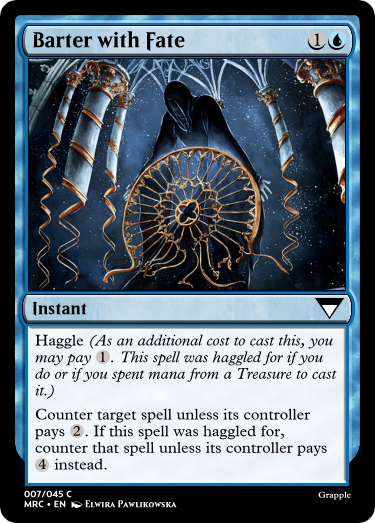 Barter with Fate 1
Instant
Haggle (As an additional cost to cast this, you
may pay 1. This spell was haggled for if you
do or if you spent mana from a Treasure to cast
it.)
Counter target spell unless its controller
pays 2. If this spell was haggled for,
counter that spell unless its controller pays
4 instead.
007/045 C
MRC • EN Elwira Pawlikowska
Grapple